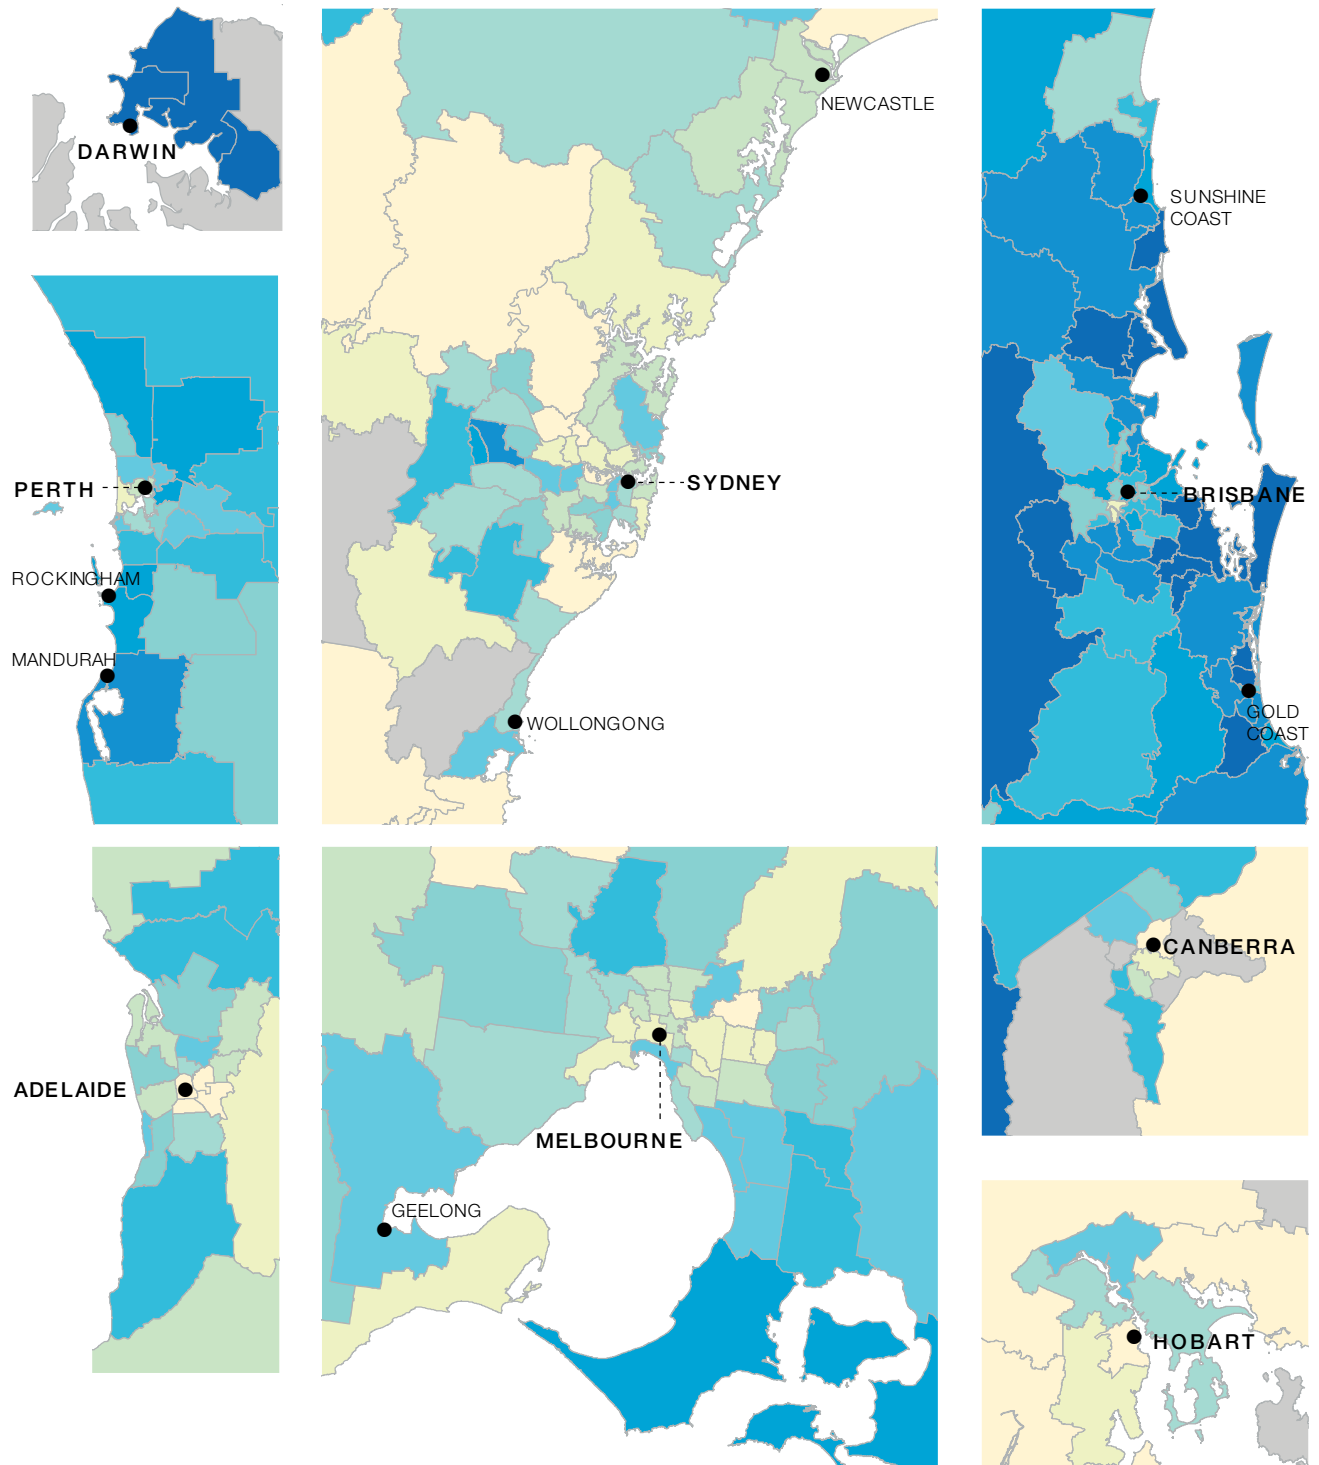 NEWCASTLE
DARWIN
SUNSHINE
COAST
SYDNEY
PERTH
BRISBANE
ROCKINGHAM
MANDURAH
WOLLONGONG
GOLD
COAST
CANBERRA
ADELAIDE
MELBOURNE
GEELONG
HOBART